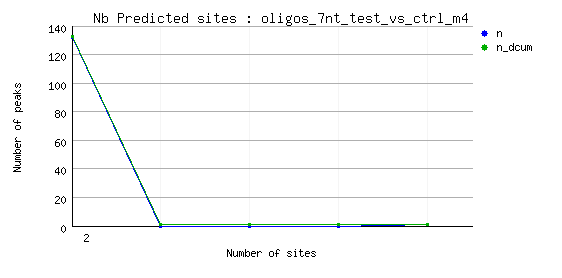 Nb Predicted sites : oligos_7nt_test_vs_ctrl_m4
n
n_dcum
140
120
100
80
60
40
20
0
Number of peaks
2
Number of sites